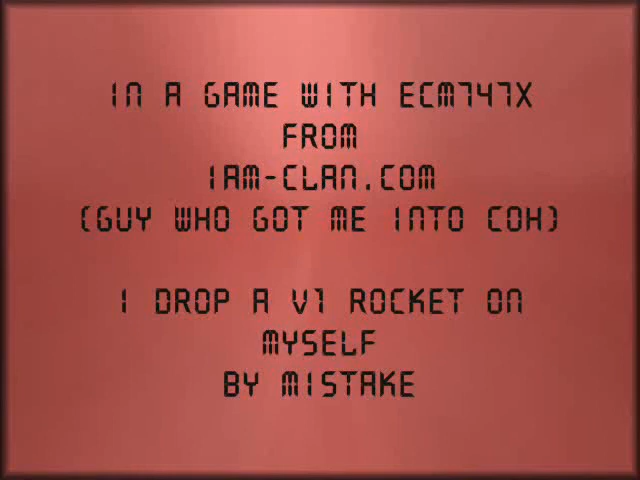 IN A GAME WITH ECM747X
FROM
IAM-CLAN.COM
(GUY WHO GOT ME INTO COH)
I DROP A V1 ROCKET ON
MYSELF
BY MISTAKE